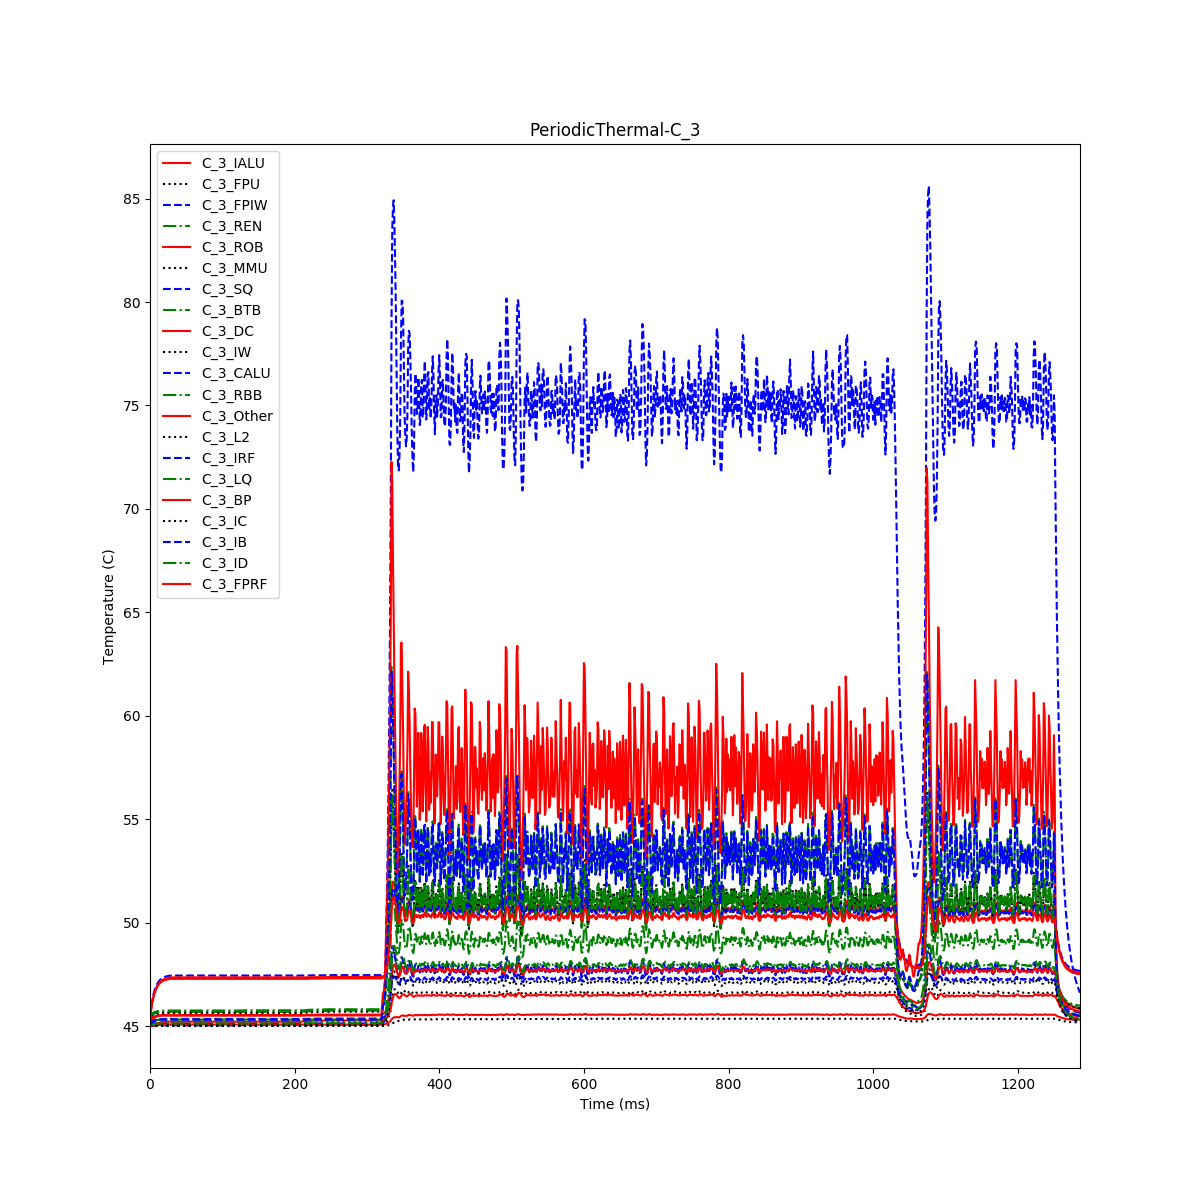 PeriodicThermal-C_3
C_3_IALU
C_3_FPU
C_3_FPIW
C_3_REN
C_3_ROB
C_3_MMU
C_3_SQ
C_3_BTB
C_3_DC
C_3_IW
C_3_CALU
C_3_RBB
C_3_Other
C_3_L2
C_3_IRF
C_3_LQ
C_3_BP
C_3_IC
C_3_IB
C_3_ID
C_3_FPRF
85
80
75
70
65
60
55
50
45
Temperature (C)
0 200 400 600 800 1000 1200
Time (ms)